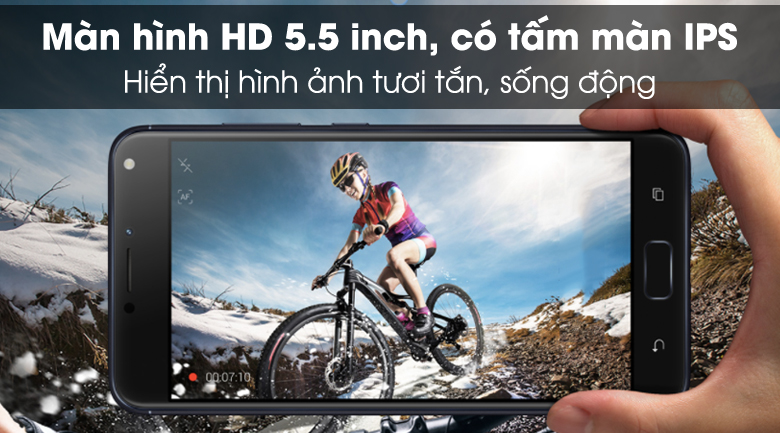 Màn hình HD 5.5 inch, có tấm màn IPS
Hiển thị hình ảnh tươi tắn, sống động
AF
00:07:10